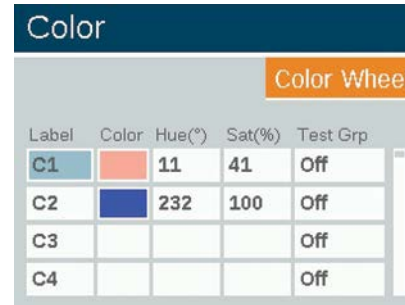 Color
Color Whee
Label Color Hue(°) Sat(%) Test Grp
C1 11 41 Off
C2 232 100 Off
C3 Off
C4 Off